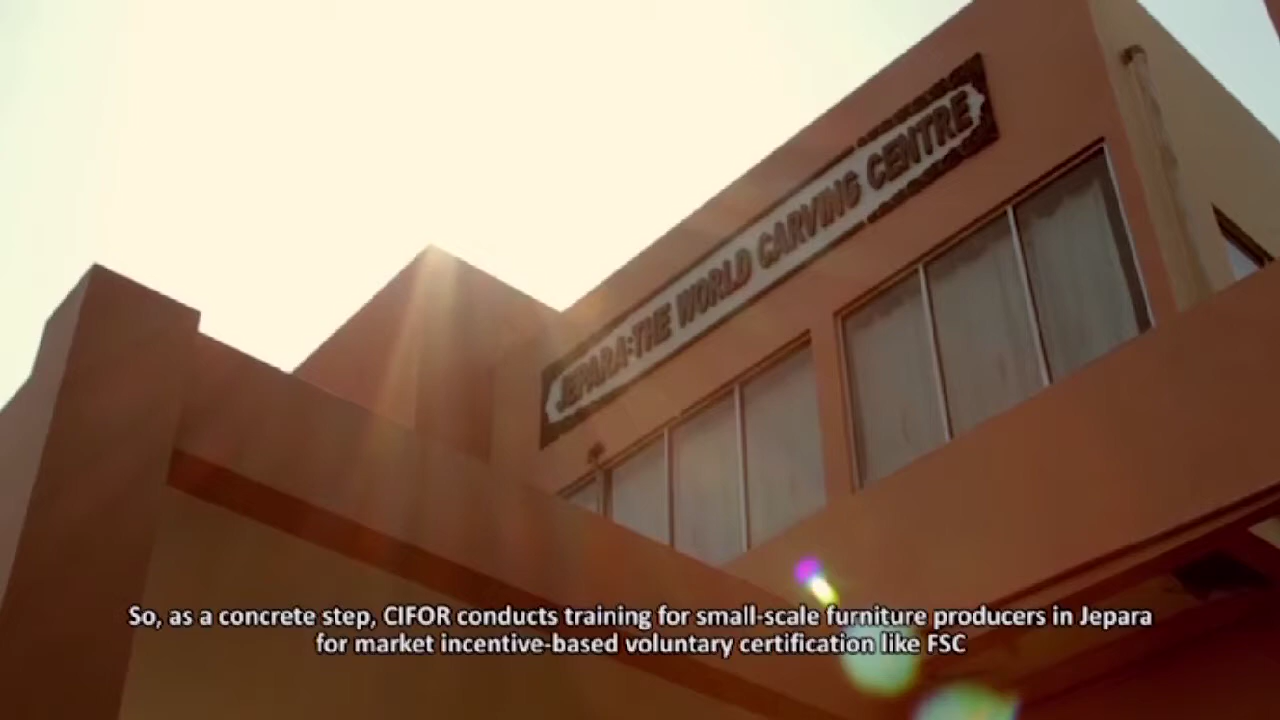 JEPARA:THE WORLD CARVING CENTRE
So, as a concrete step, CIFOR conducts training for small-scale furniture producers in Jepara
for market incentive-based voluntary certification like FSC